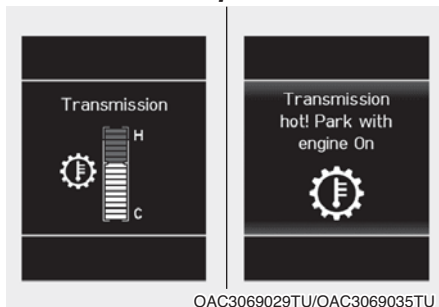 Transmission
H
C
Transmission
hot! Park with
engine On
OAC3069029TU/OAC3069035TU